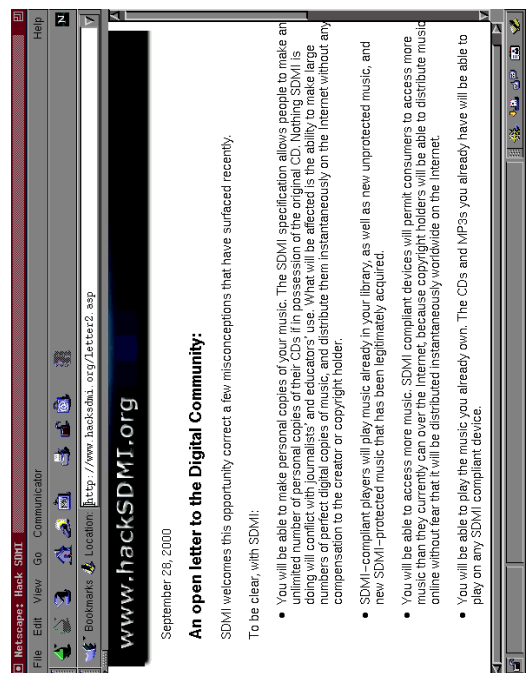 Netscape: Hack SDMI
File Edit View Go Communicator Help
Bookmarks Location: http://www.hacksdmi.org/letter2.asp
www.hackSDMI.org
September 28, 2000
An open letter to the Digital Community:
SDMI welcomes this opportunity correct a few misconceptions that have surfaced recently.
To be clear, with SDMI:
• You will be able to make personal copies of your music. The SDMI specification allows people to make an
unlimited number of personal copies of their CDs if in possession of the original CD. Nothing SDMI is
doing will conflict with journalists' and educators' use. What will be affected is the ability to make large
numbers of perfect digital copies of music, and distribute them instantaneously on the Internet without any
compensation to the creator or copyright holder.
• SDMI-compliant players will play music already in your library, as well as new unprotected music, and
new SDMI-protected music that has been legitimately acquired.
• You will be able to access more music. SDMI compliant devices will permit consumers to access more
music than they currently can over the Internet, because copyright holders will be able to distribute music
online without fear that it will be distributed instantaneously worldwide on the Internet.
• You will be able to play the music you already own. The CDs and MP3s you already have will be able to
play on any SDMI compliant device.